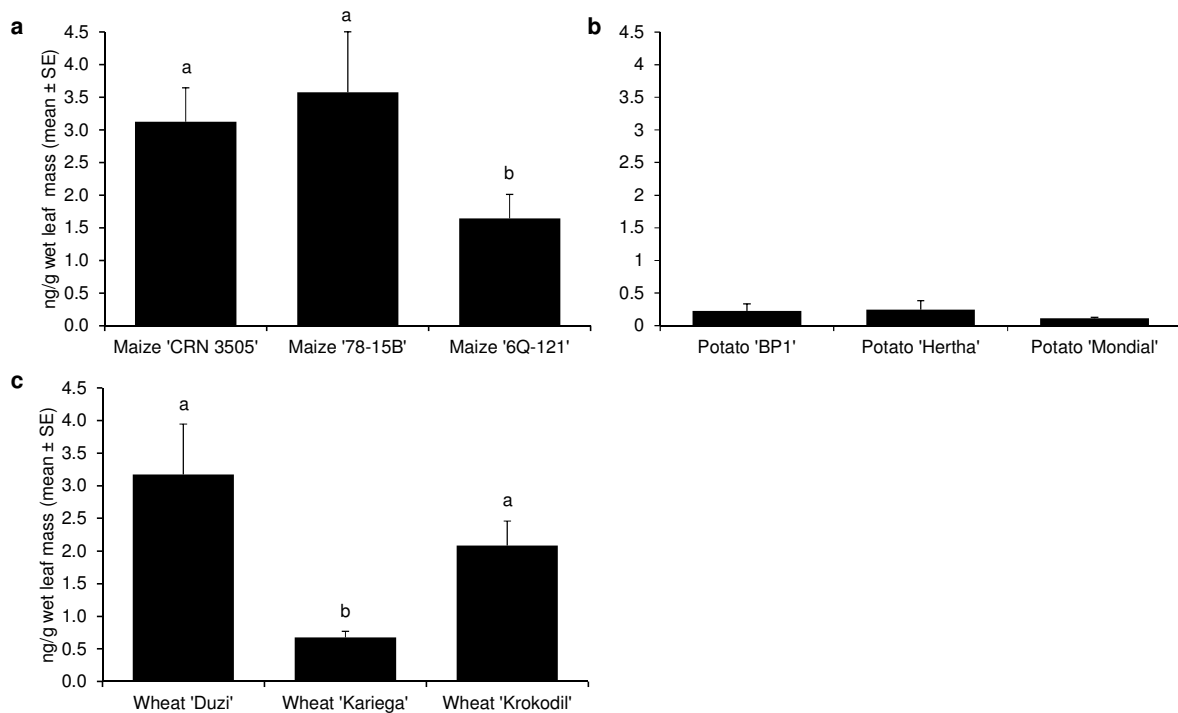 a
ng/g wet leaf mass (mean ± SE)
4.5
4.0
3.5
3.0
2.5
2.0
1.5
1.0
0.5
0.0
a
a
b
Maize 'CRN 3505' Maize '78-15B' Maize '6Q-121'
b
4.5
4
3.5
3
2.5
2
1.5
1
0.5
0
Potato 'BP1' Potato 'Hertha' Potato 'Mondial'
c
ng/g wet leaf mass (mean ± SE)
4.5
4.0
3.5
3.0
2.5
2.0
1.5
1.0
0.5
0.0
a
b
a
Wheat 'Duzi' Wheat 'Kariega' Wheat 'Krokodil'